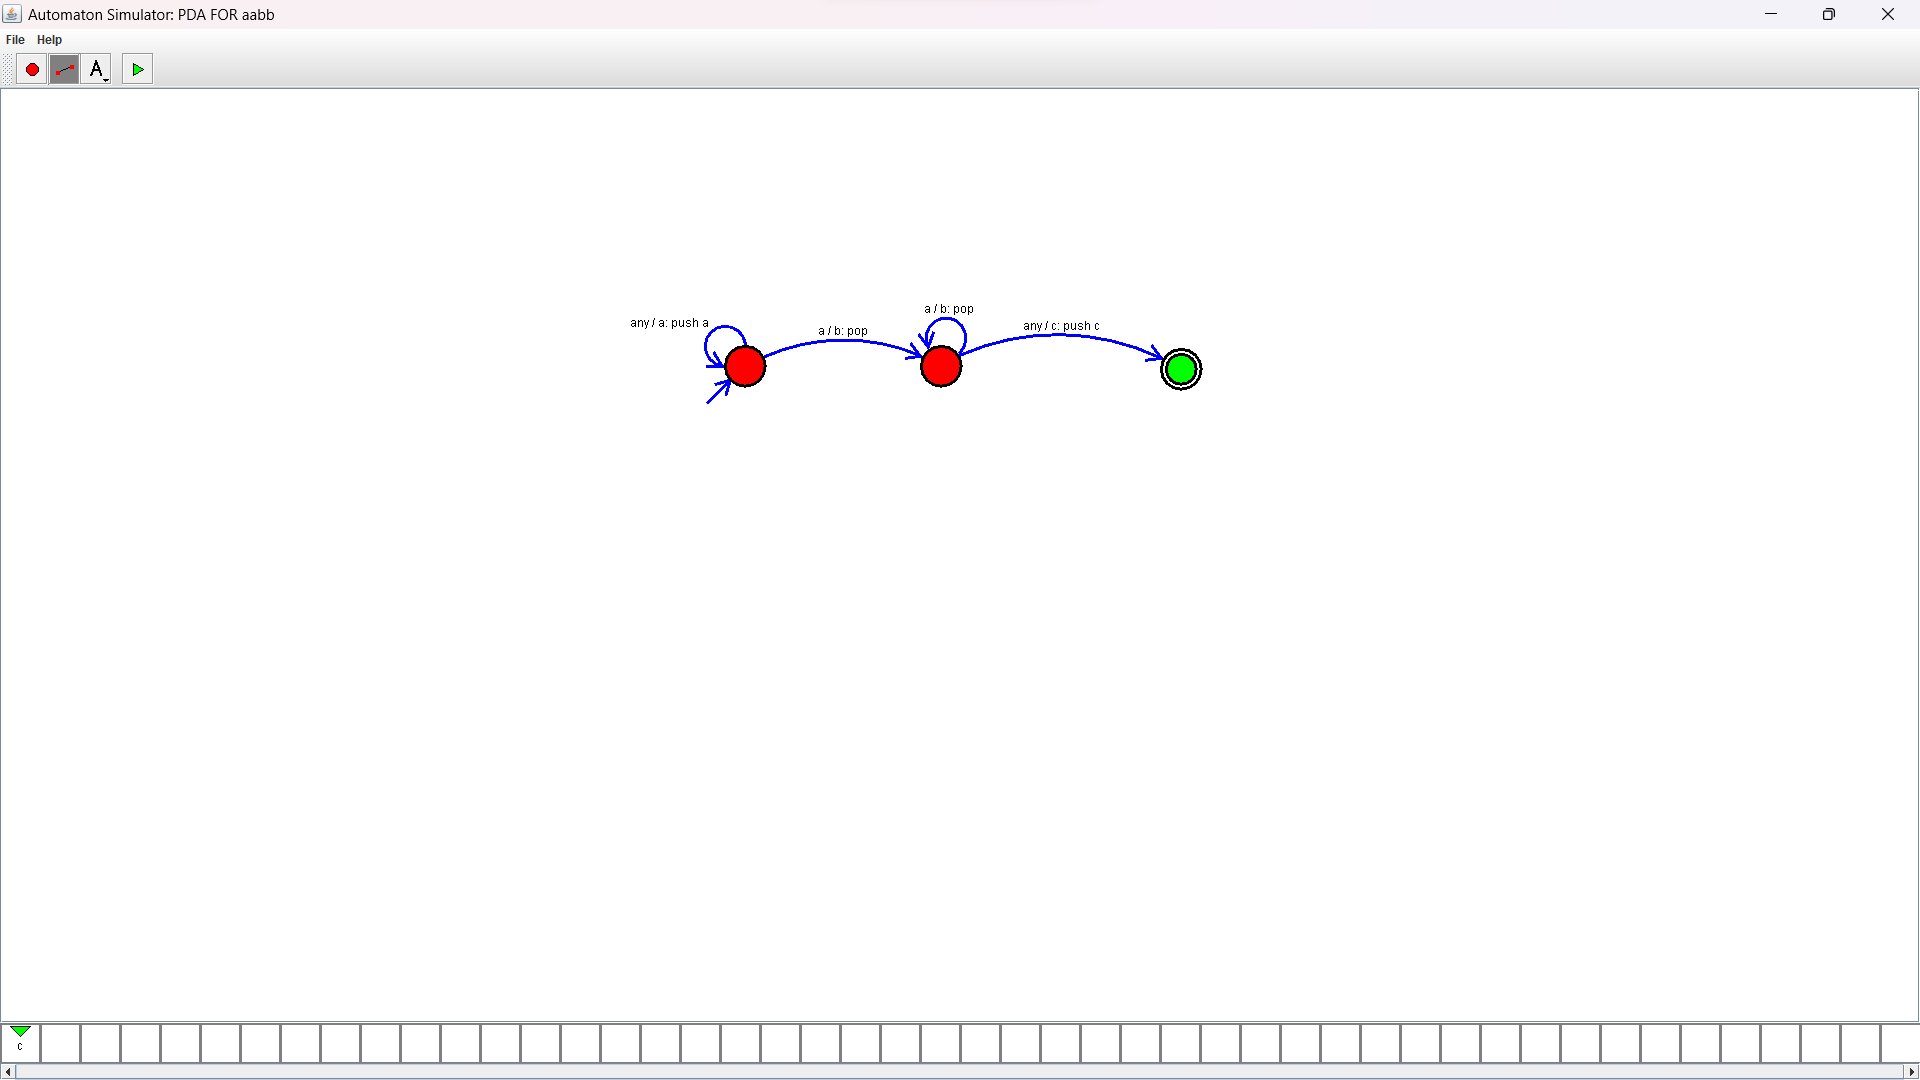 Automaton Simulator: PDA FOR aabb
File Help
A
a / b: pop
any / a: push a
a / b: pop
any / c: push c
c